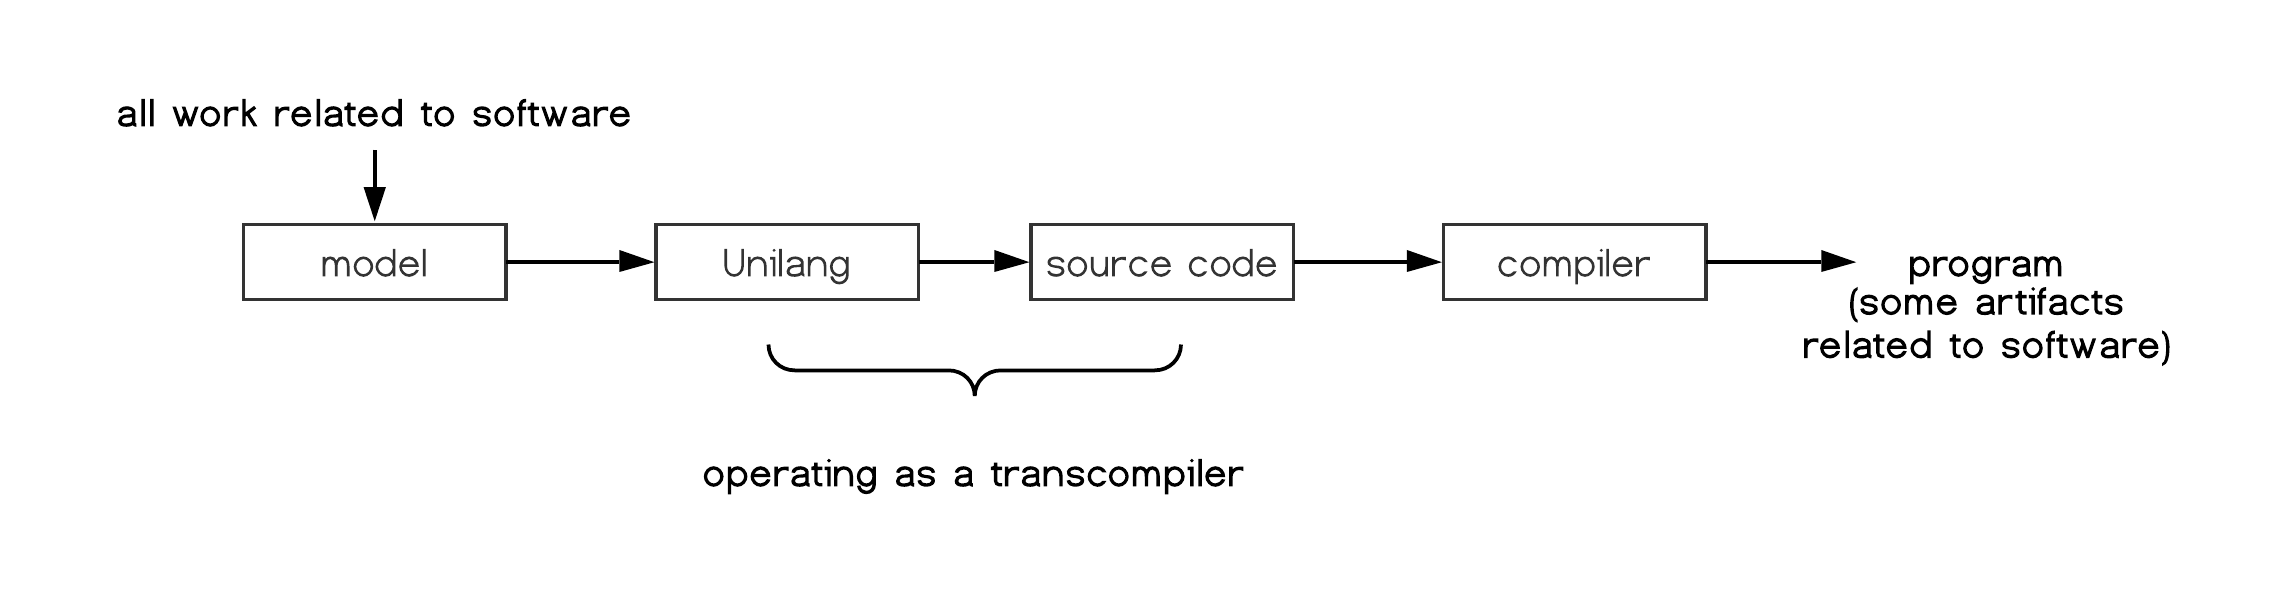 all work related to software
model
Unilang
source code
compiler
program
(some artifacts
related to software)
operating as a transcompiler